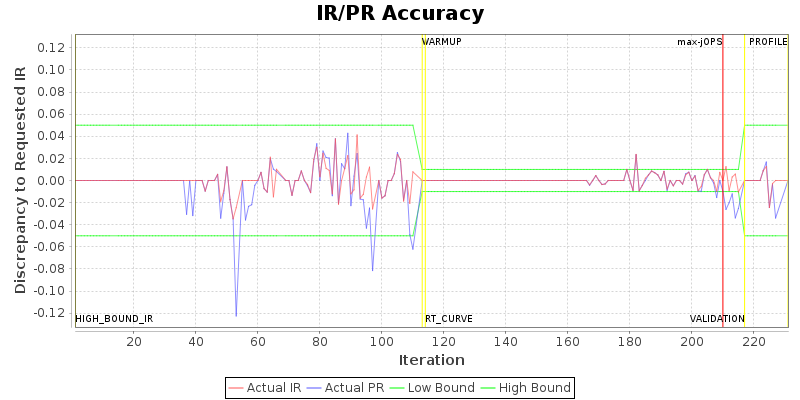 IR/PR Accuracy
Discrepancy to Requested IR
0.12
0.10
0.08
0.06
0.04
0.02
0.00
-0.02
-0.04
-0.06
-0.08
-0.10
-0.12
WARMUP
max-jOPS
PROFILE
HIGH_BOUND_IR
RT_CURVE
VALIDATION
20 40 60 80 100 120 140 160 180 200 220
Iteration
Actual IR Actual PR Low Bound High Bound